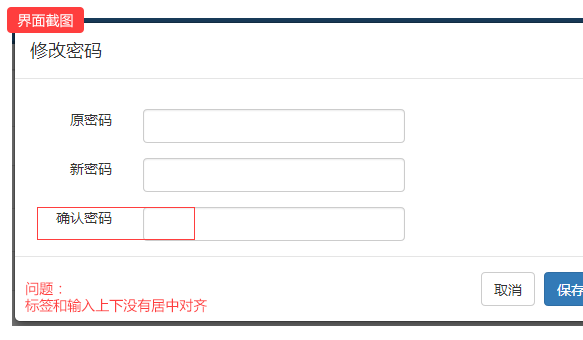 界面截图
修改密码
原密码
新密码
确认密码
取消
保存
问题：
标签和输入上下没有居中对齐